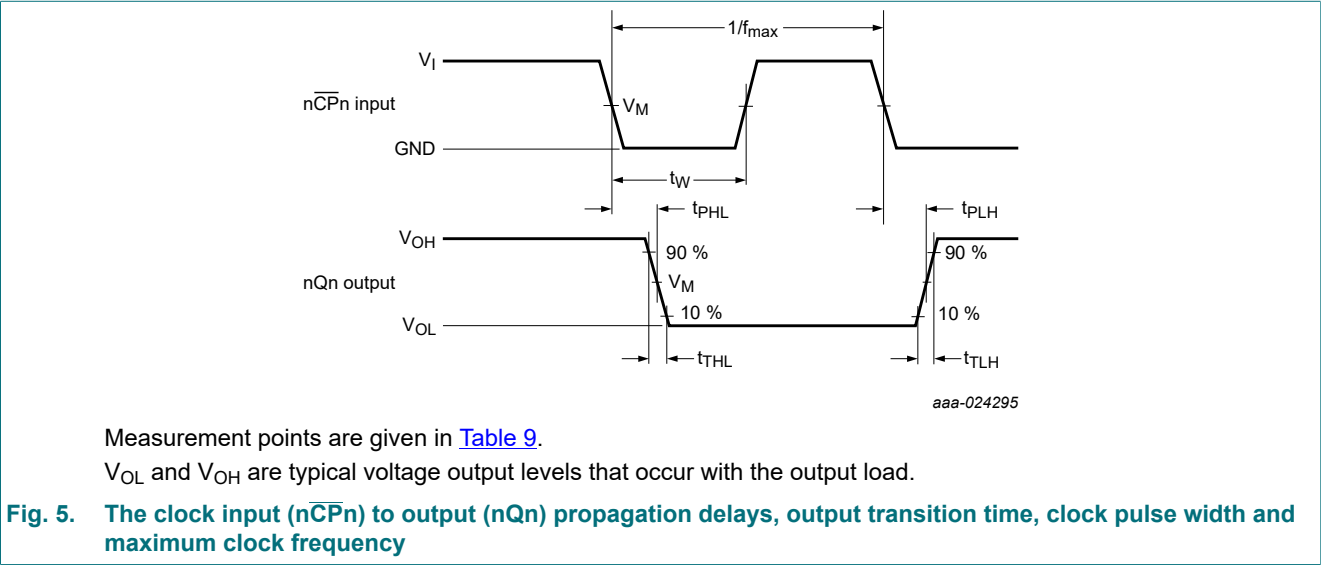 1/fmax
VI
nC̅P̅n input
VM
GND
tW
tPHL
tPLH
VOH
90 %
90 %
nQn output
VM
10 %
10 %
VOL
tTHL
tTLH
aaa-024295
Measurement points are given in Table 9.
VOL and VOH are typical voltage output levels that occur with the output load.
Fig. 5. The clock input (nC̅P̅n) to output (nQn) propagation delays, output transition time, clock pulse width and
maximum clock frequency